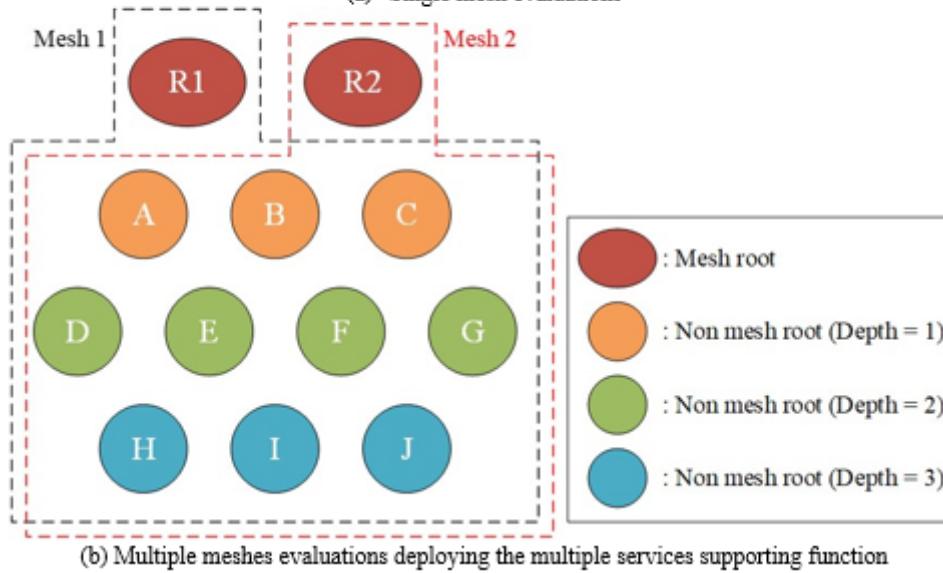 Mesh 1
Mesh 2
R1 R2
A B C
D E F G
H I J
: Mesh root
: Non mesh root (Depth = 1)
: Non mesh root (Depth = 2)
: Non mesh root (Depth = 3)
(b) Multiple meshes evaluations deploying the multiple services supporting function